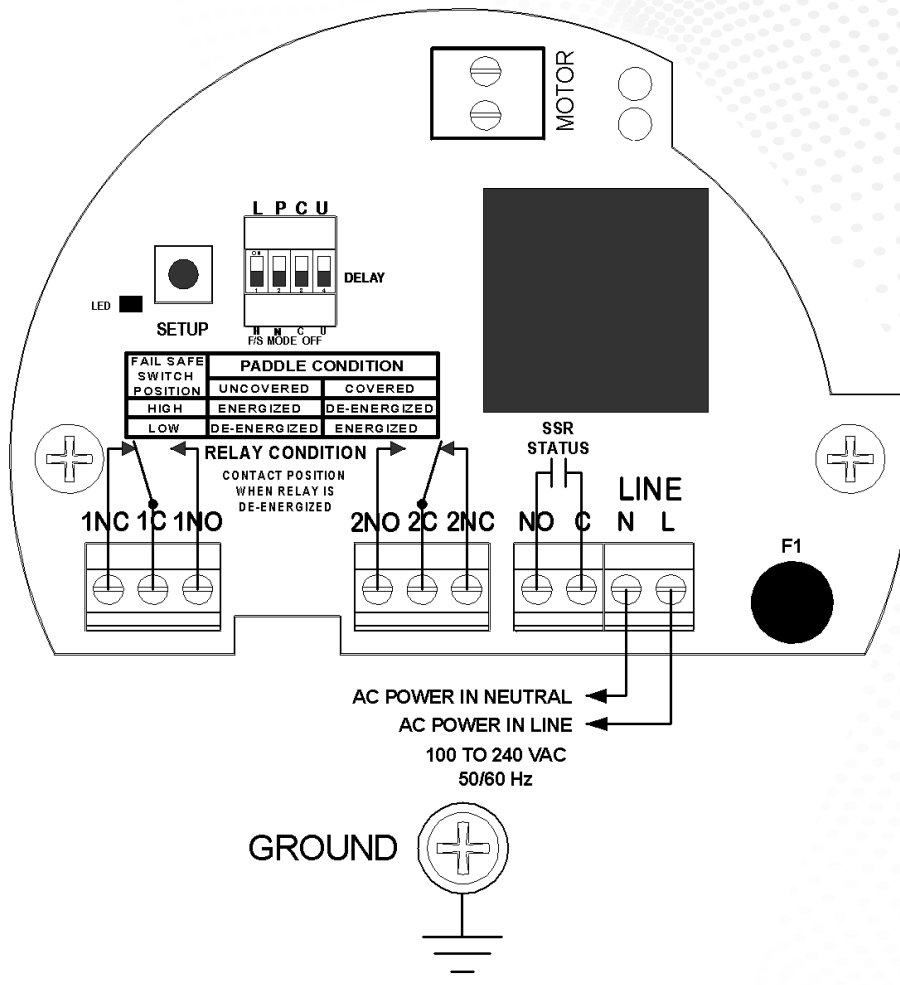 MOTOR
L P C U
ON
1 2 3 4
DELAY
LED
SETUP
H N C U
F/S MODE OFF
FAIL SAFE SWITCH POSITION
PADDLE CONDITION
UNCOVERED COVERED
HIGH ENERGIZED DE-ENERGIZED
LOW DE-ENERGIZED ENERGIZED
RELAY CONDITION
CONTACT POSITION
WHEN RELAY IS
DE-ENERGIZED
SSR
STATUS
LINE
1NC 1C 1NO
2NO 2C 2NC
NO C N L
F1
AC POWER IN NEUTRAL
AC POWER IN LINE
100 TO 240 VAC
50/60 Hz
GROUND